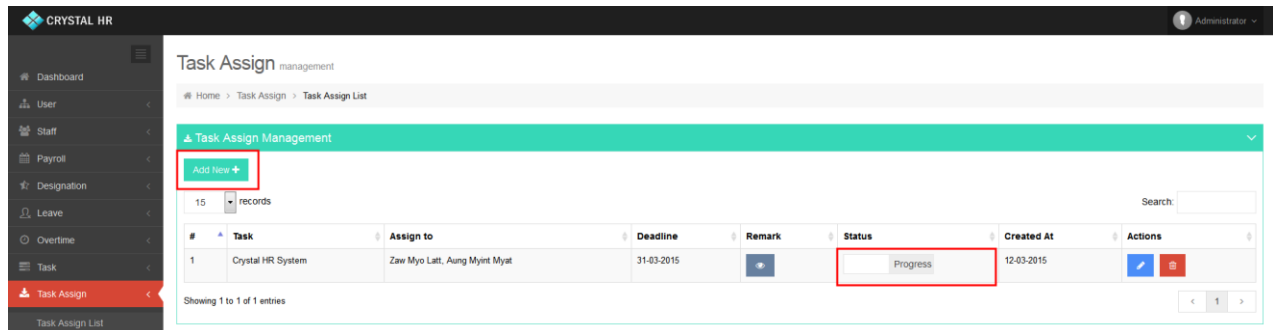 CRYSTAL HR
Administrator
Task Assign management
Dashboard
Home > Task Assign > Task Assign List
User
Staff
Task Assign Management
Payroll
Add New +
Designation
15 records
Search:
Leave
# Task Assign to Deadline Remark Status Created At Actions
Overtime
1 Crystal HR System Zaw Myo Latt, Aung Myint Myat 31-03-2015 Progress 12-03-2015
Task
Task Assign
Showing 1 to 1 of 1 entries
< 1 >
Task Assign List